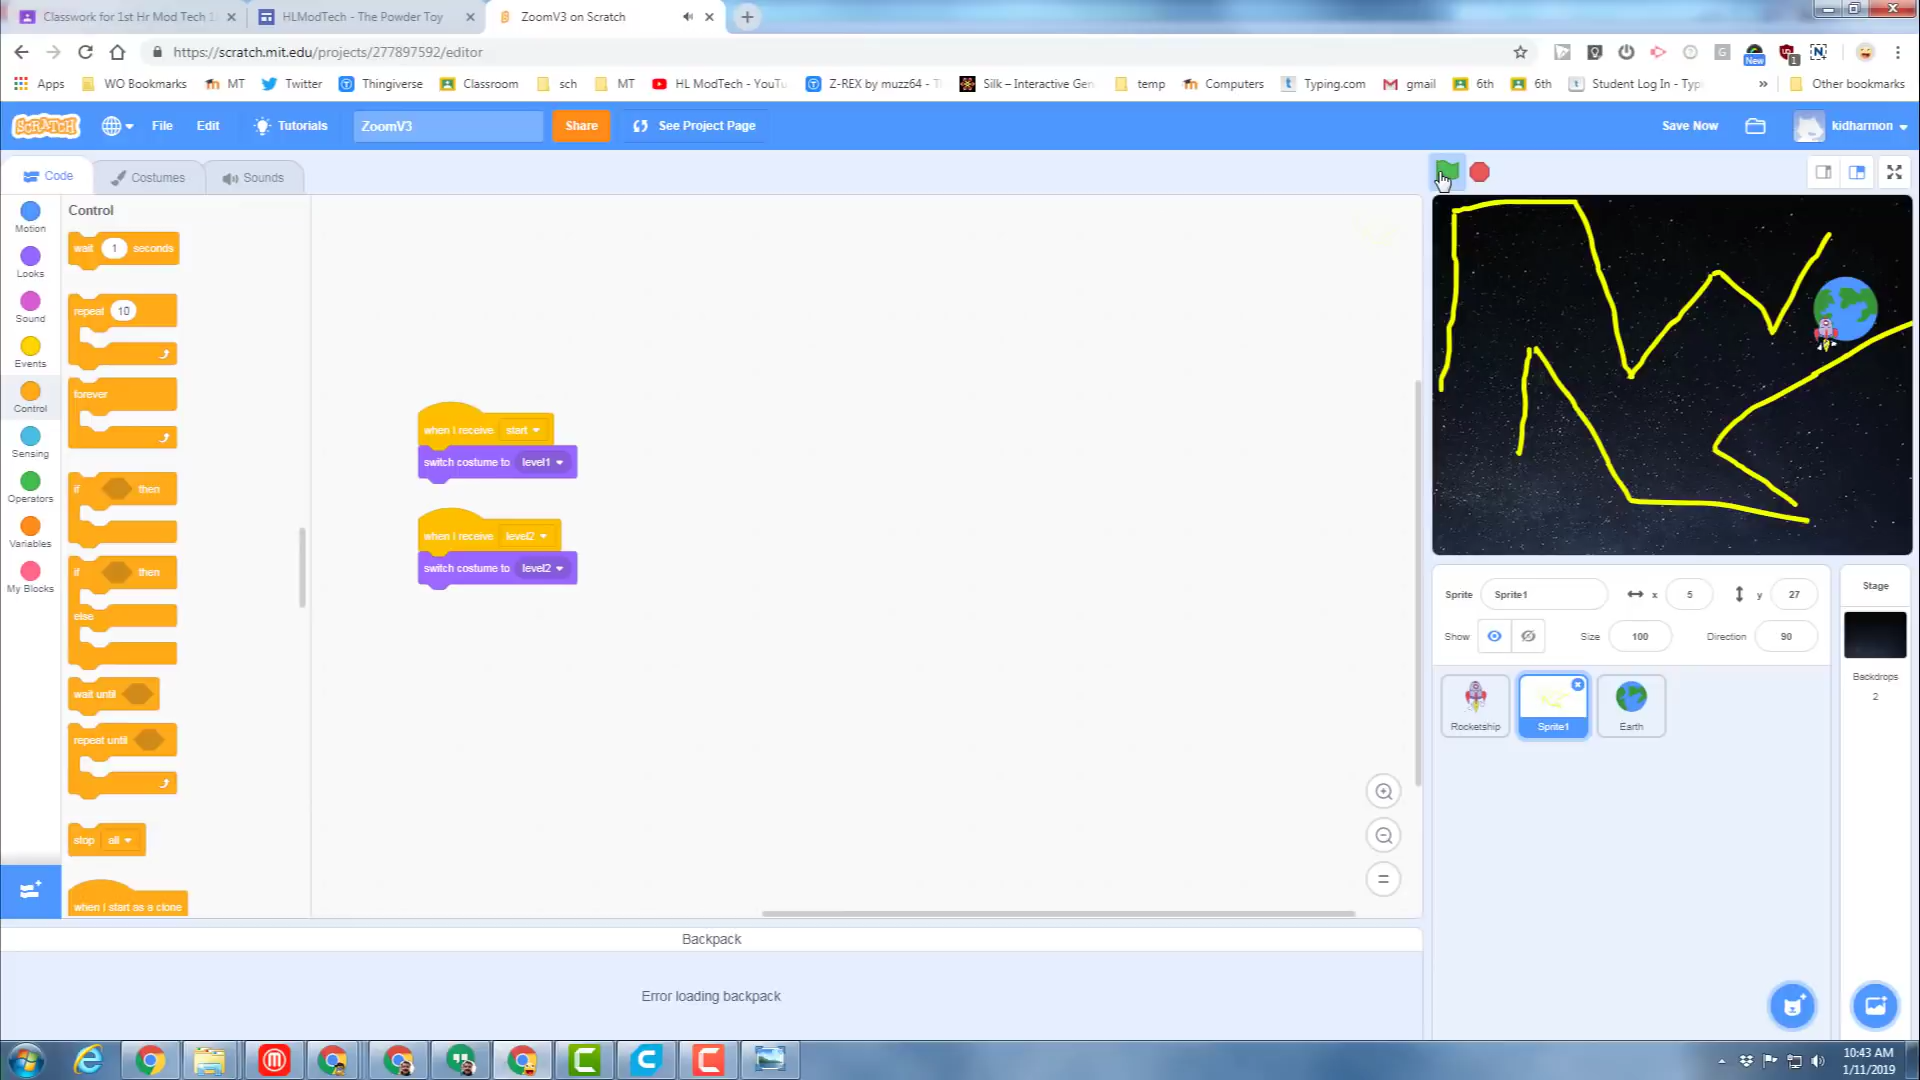 Classwork for 1st Hr Mod Tech 1
HLModTech - The Powder Toy
ZoomV3 on Scratch
https://scratch.mit.edu/projects/277897592/editor
New
1
Apps
WO Bookmarks
MT
Twitter
Thingiverse
Classroom
sch
MT
HL ModTech - YouTu
Z-REX by muzz64 - T
Silk – Interactive Gen
temp
Computers
Typing.com
gmail
6th
6th
Student Log In - Typ
»
Other bookmarks
SCRATCH
File
Edit
Tutorials
ZoomV3
Share
See Project Page
Save Now
kidharmon
Code
Costumes
Sounds
Motion
Looks
Sound
Events
Control
Sensing
Operators
Variables
My Blocks
Control
wait 1 seconds
repeat 10
forever
if then
if then
else
wait until
repeat until
stop all
when I start as a clone
when I receive start
switch costume to level1
when I receive level2
switch costume to level2
Backpack
Error loading backpack
Sprite Sprite1 x 5 y 27
Show Size 100 Direction 90
Rocketship
Sprite1
Earth
Stage
Backdrops
2
10:43 AM
1/11/2019